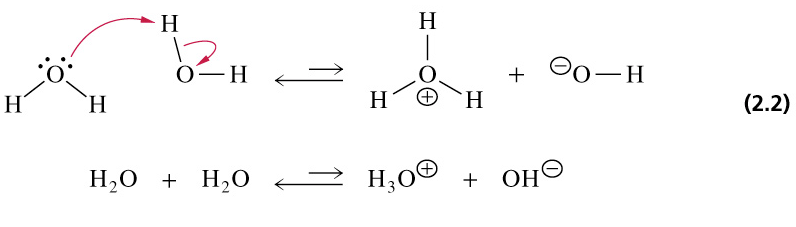 H H
O O — H ⇌ O + ⊖O — H
H H H ⊕ H (2.2)
H₂O + H₂O ⇌ H₃O⊕ + OH⊖